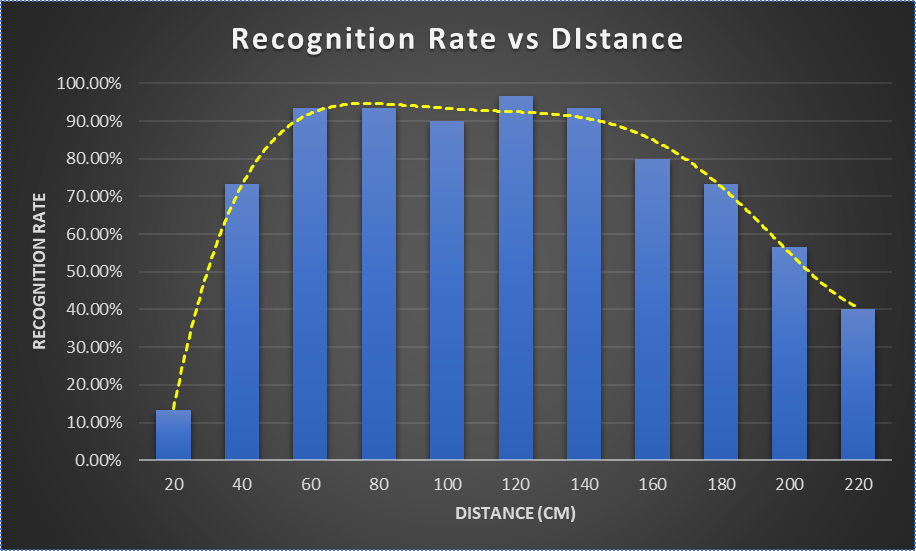 Recognition Rate vs DIstance
100.00%
90.00%
80.00%
70.00%
60.00%
50.00%
40.00%
30.00%
20.00%
10.00%
0.00%
RECOGNITION RATE
20 40 60 80 100 120 140 160 180 200 220
DISTANCE (CM)